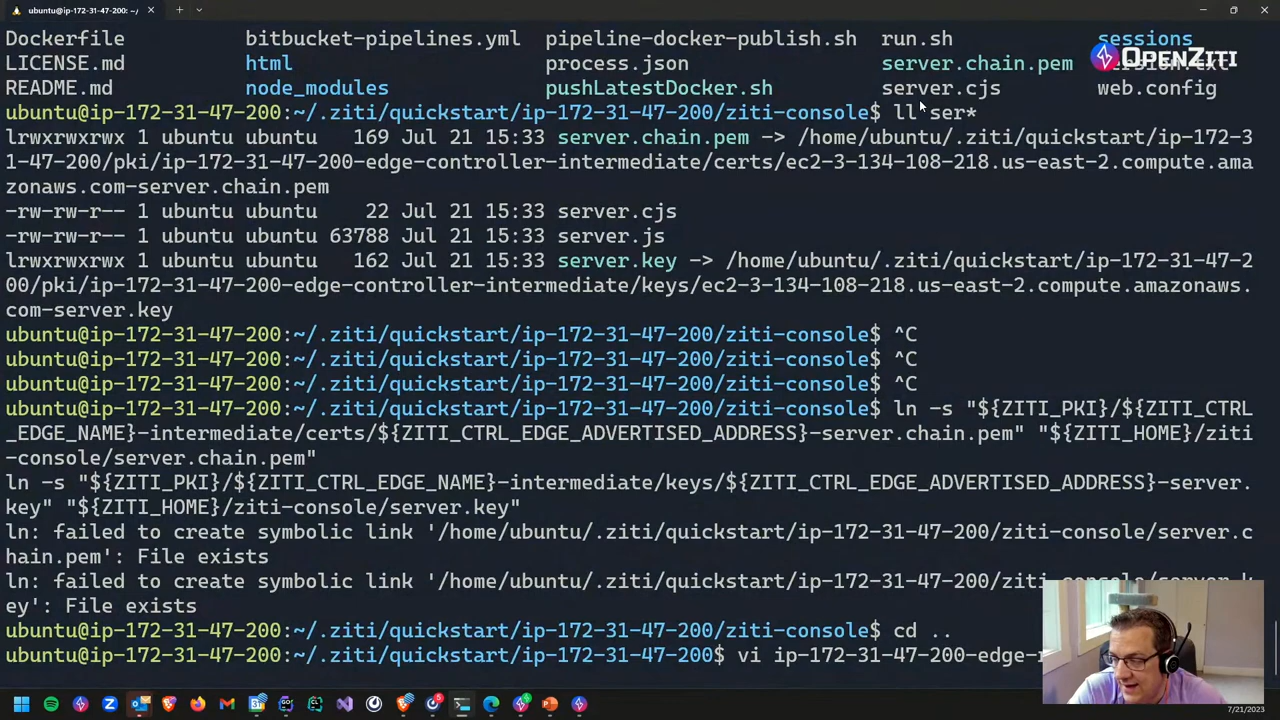 ubuntu@ip-172-31-47-200: ~/
Dockerfile bitbucket-pipelines.yml pipeline-docker-publish.sh run.sh sessions
LICENSE.md html process.json server.chain.pem version.txt
OPENZITI
README.md node_modules pushLatestDocker.sh server.cjs web.config
ubuntu@ip-172-31-47-200:~/.ziti/quickstart/ip-172-31-47-200/ziti-console$ ll ser*
lrwxrwxrwx 1 ubuntu ubuntu 169 Jul 21 15:33 server.chain.pem -> /home/ubuntu/.ziti/quickstart/ip-172-3
1-47-200/pki/ip-172-31-47-200-edge-controller-intermediate/certs/ec2-3-134-108-218.us-east-2.compute.ama
zonaws.com-server.chain.pem
-rw-rw-r-- 1 ubuntu ubuntu 22 Jul 21 15:33 server.cjs
-rw-rw-r-- 1 ubuntu ubuntu 63788 Jul 21 15:33 server.js
lrwxrwxrwx 1 ubuntu ubuntu 162 Jul 21 15:33 server.key -> /home/ubuntu/.ziti/quickstart/ip-172-31-47-2
00/pki/ip-172-31-47-200-edge-controller-intermediate/keys/ec2-3-134-108-218.us-east-2.compute.amazonaws.
com-server.key
ubuntu@ip-172-31-47-200:~/.ziti/quickstart/ip-172-31-47-200/ziti-console$ ^C
ubuntu@ip-172-31-47-200:~/.ziti/quickstart/ip-172-31-47-200/ziti-console$ ^C
ubuntu@ip-172-31-47-200:~/.ziti/quickstart/ip-172-31-47-200/ziti-console$ ^C
ubuntu@ip-172-31-47-200:~/.ziti/quickstart/ip-172-31-47-200/ziti-console$ ln -s "${ZITI_PKI}/${ZITI_CTRL
_EDGE_NAME}-intermediate/certs/${ZITI_CTRL_EDGE_ADVERTISED_ADDRESS}-server.chain.pem" "${ZITI_HOME}/ziti
-console/server.chain.pem"
ln -s "${ZITI_PKI}/${ZITI_CTRL_EDGE_NAME}-intermediate/keys/${ZITI_CTRL_EDGE_ADVERTISED_ADDRESS}-server.
key" "${ZITI_HOME}/ziti-console/server.key"
ln: failed to create symbolic link '/home/ubuntu/.ziti/quickstart/ip-172-31-47-200/ziti-console/server.c
hain.pem': File exists
ln: failed to create symbolic link '/home/ubuntu/.ziti/quickstart/ip-172-31-47-200/ziti-console/server.k
ey': File exists
ubuntu@ip-172-31-47-200:~/.ziti/quickstart/ip-172-31-47-200/ziti-console$ cd ..
ubuntu@ip-172-31-47-200:~/.ziti/quickstart/ip-172-31-47-200$ vi ip-172-31-47-200-edge-
7/21/2023